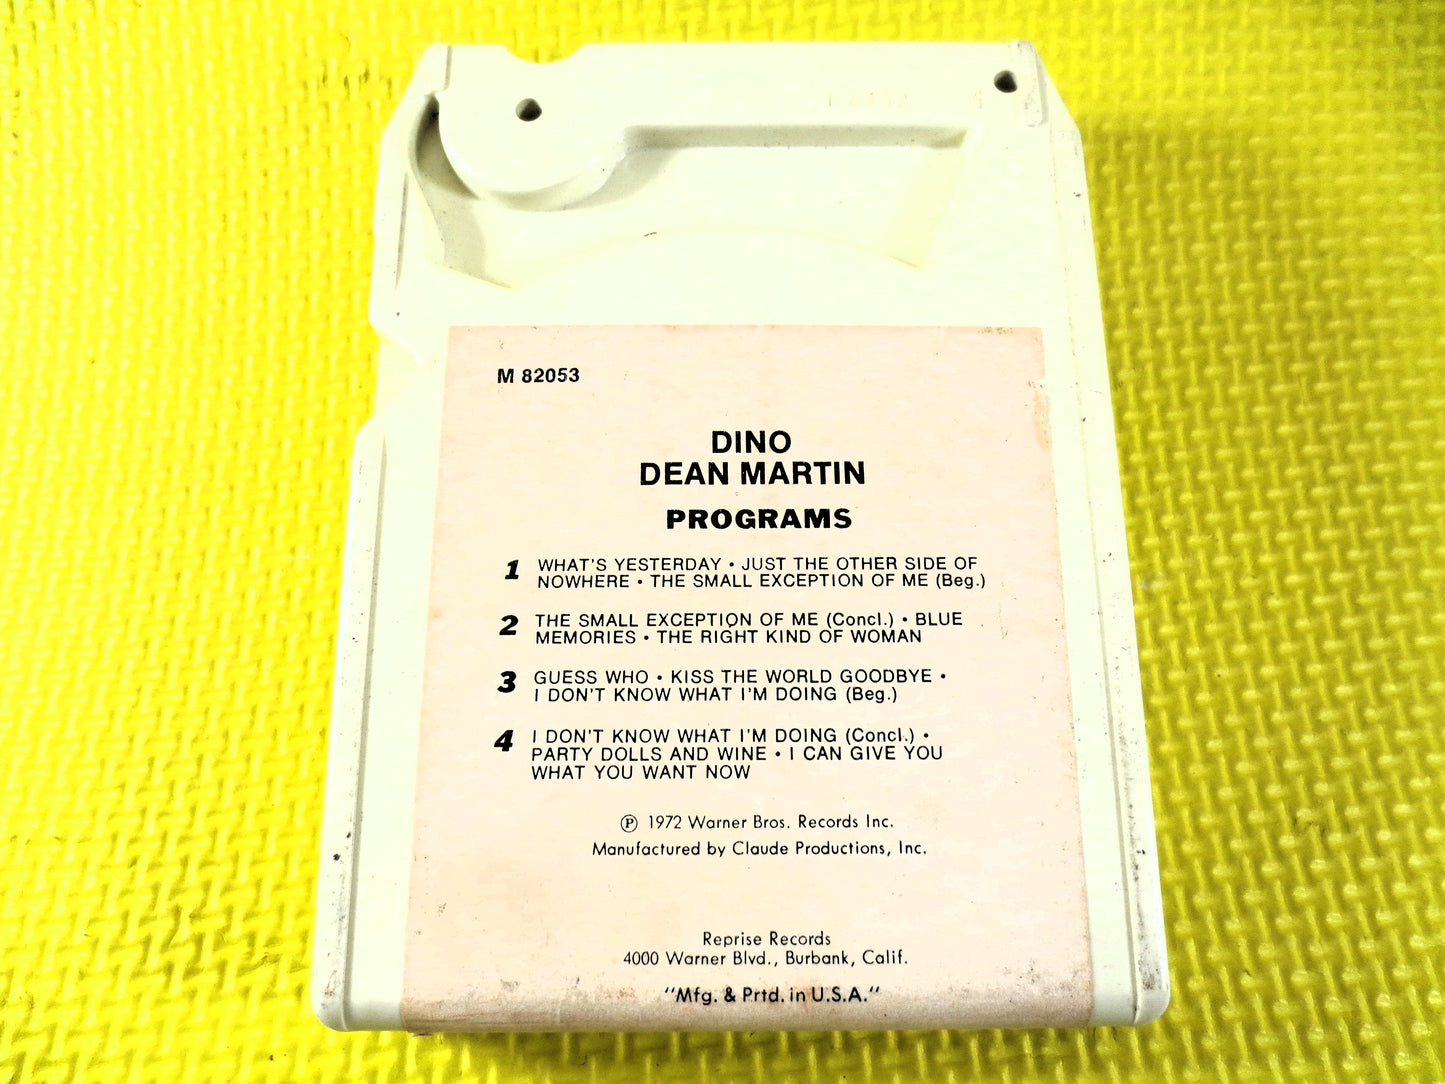 M 82053
DINO
DEAN MARTIN
PROGRAMS
1 WHAT'S YESTERDAY • JUST THE OTHER SIDE OF
NOWHERE • THE SMALL EXCEPTION OF ME (Beg.)
2 THE SMALL EXCEPTION OF ME (Concl.) • BLUE
MEMORIES • THE RIGHT KIND OF WOMAN
3 GUESS WHO • KISS THE WORLD GOODBYE •
I DON'T KNOW WHAT I'M DOING (Beg.)
4 I DON'T KNOW WHAT I'M DOING (Concl.) •
PARTY DOLLS AND WINE • I CAN GIVE YOU
WHAT YOU WANT NOW
℗ 1972 Warner Bros. Records Inc.
Manufactured by Claude Productions, Inc.
Reprise Records
4000 Warner Blvd., Burbank, Calif.
"Mfg. & Prtd. in U.S.A."